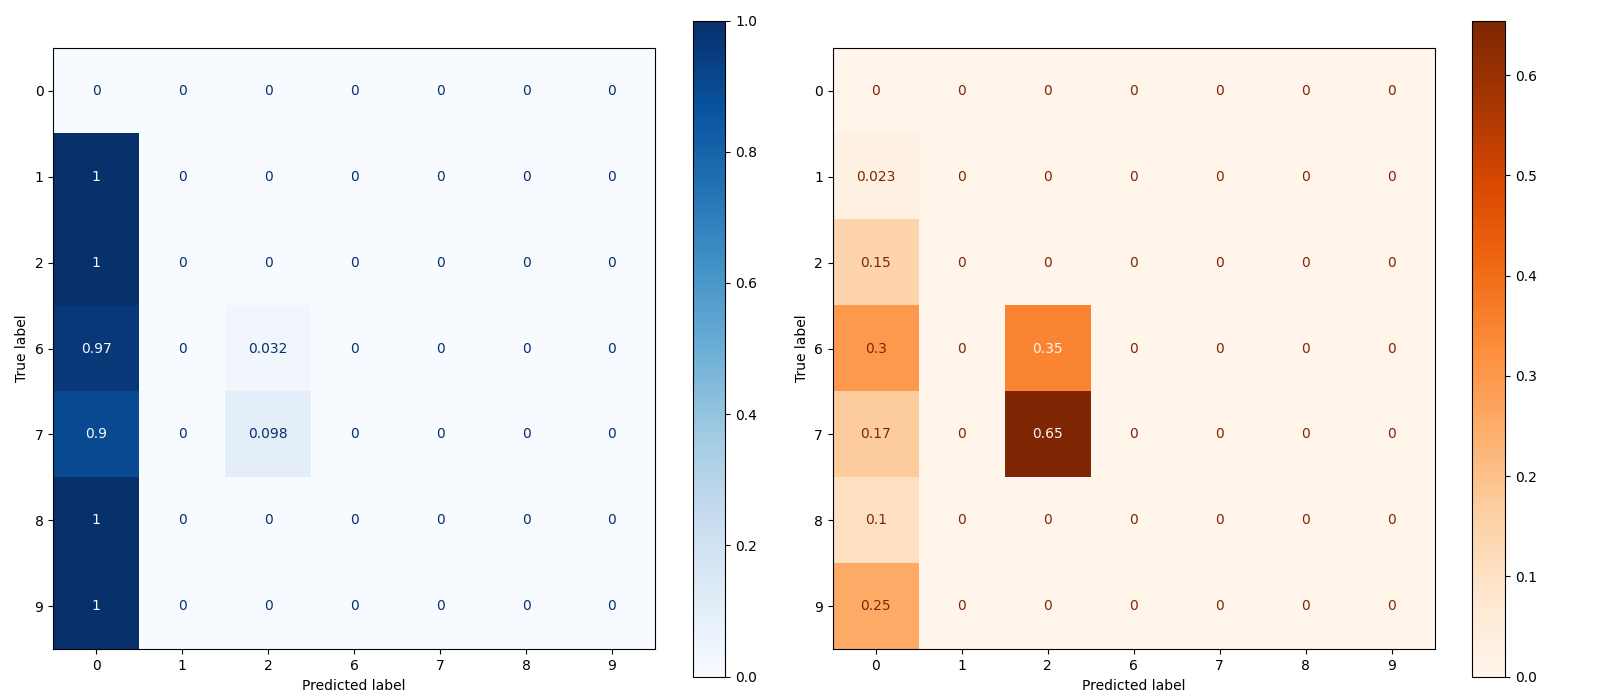 0 0 0 0 0 0 0 0
1 1 0 0 0 0 0 0
2 1 0 0 0 0 0 0
6 0.97 0 0.032 0 0 0 0
7 0.9 0 0.098 0 0 0 0
8 1 0 0 0 0 0 0
9 1 0 0 0 0 0 0
0 1 2 6 7 8 9
True label
Predicted label
1.0
0.8
0.6
0.4
0.2
0.0
0 0 0 0 0 0 0 0
1 0.023 0 0 0 0 0 0
2 0.15 0 0 0 0 0 0
6 0.3 0 0.35 0 0 0 0
7 0.17 0 0.65 0 0 0 0
8 0.1 0 0 0 0 0 0
9 0.25 0 0 0 0 0 0
0 1 2 6 7 8 9
True label
Predicted label
0.6
0.5
0.4
0.3
0.2
0.1
0.0